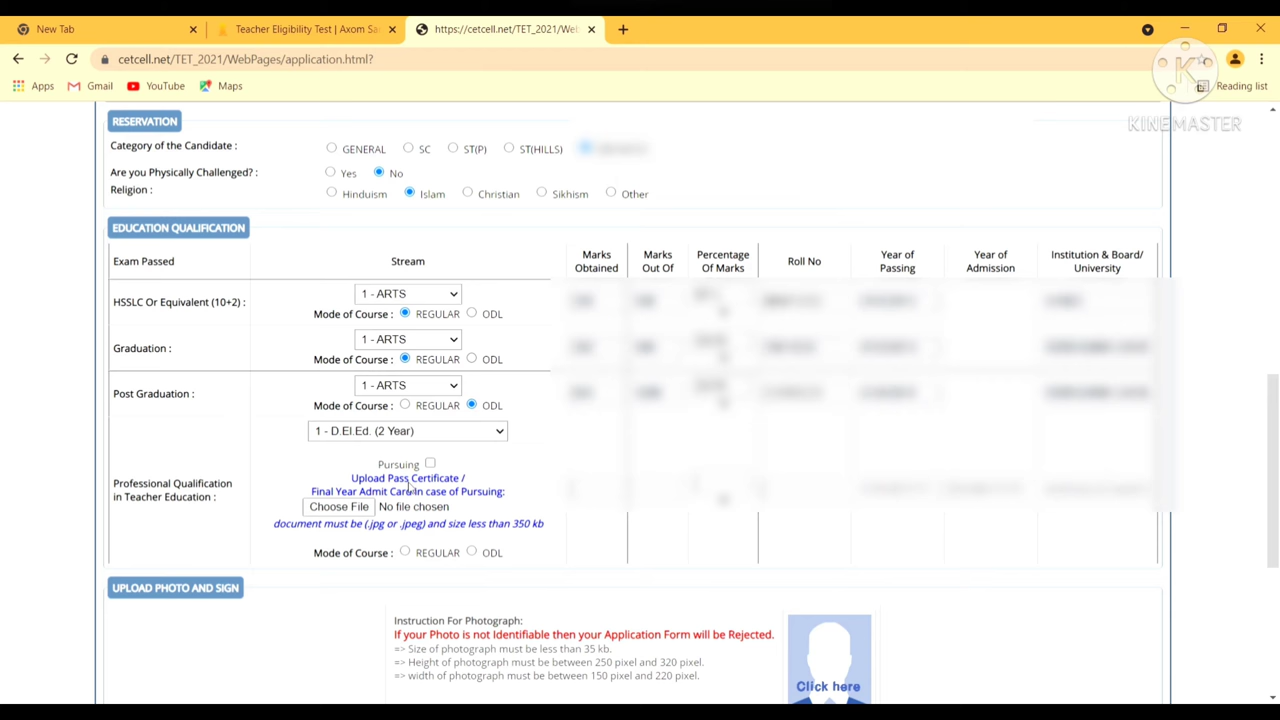 New Tab
Teacher Eligibility Test | Axom Sa
https://cetcell.net/TET_2021/Web
cetcell.net/TET_2021/WebPages/application.html?
Apps Gmail YouTube Maps
Reading list
K
KINEMASTER
RESERVATION
Category of the Candidate : GENERAL SC ST(P) ST(HILLS)
Are you Physically Challenged? : Yes No
Religion : Hinduism Islam Christian Sikhism Other
EDUCATION QUALIFICATION
Exam Passed Stream Marks Obtained Marks Out Of Percentage Of Marks Roll No Year of Passing Year of Admission Institution & Board/ University
HSSLC Or Equivalent (10+2) : 1 - ARTS
Mode of Course : REGULAR ODL
Graduation : 1 - ARTS
Mode of Course : REGULAR ODL
Post Graduation : 1 - ARTS
Mode of Course : REGULAR ODL
1 - D.El.Ed. (2 Year)
Professional Qualification in Teacher Education :
Pursuing
Upload Pass Certificate /
Final Year Admit Card in case of Pursuing:
Choose File No file chosen
document must be (.jpg or .jpeg) and size less than 350 kb
Mode of Course : REGULAR ODL
UPLOAD PHOTO AND SIGN
Instruction For Photograph:
If your Photo is not Identifiable then your Application Form will be Rejected.
=> Size of photograph must be less than 35 kb.
=> Height of photograph must be between 250 pixel and 320 pixel.
=> width of photograph must be between 150 pixel and 220 pixel.
Click here